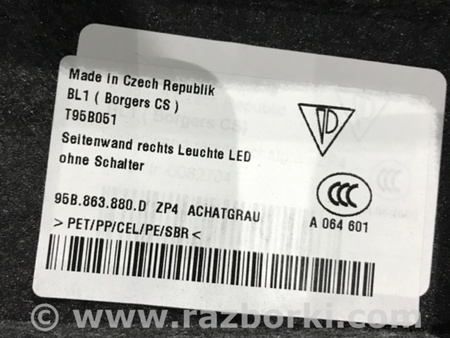 Made in Czech Republik
BL1 ( Borgers CS )
T95B051
Seitenwand rechts Leuchte LED
ohne Schalter
95B.863.880.D ZP4 ACHATGRAU
> PET/PP/CEL/PE/SBR <
CCC
A 064 601
© www.razborki.com